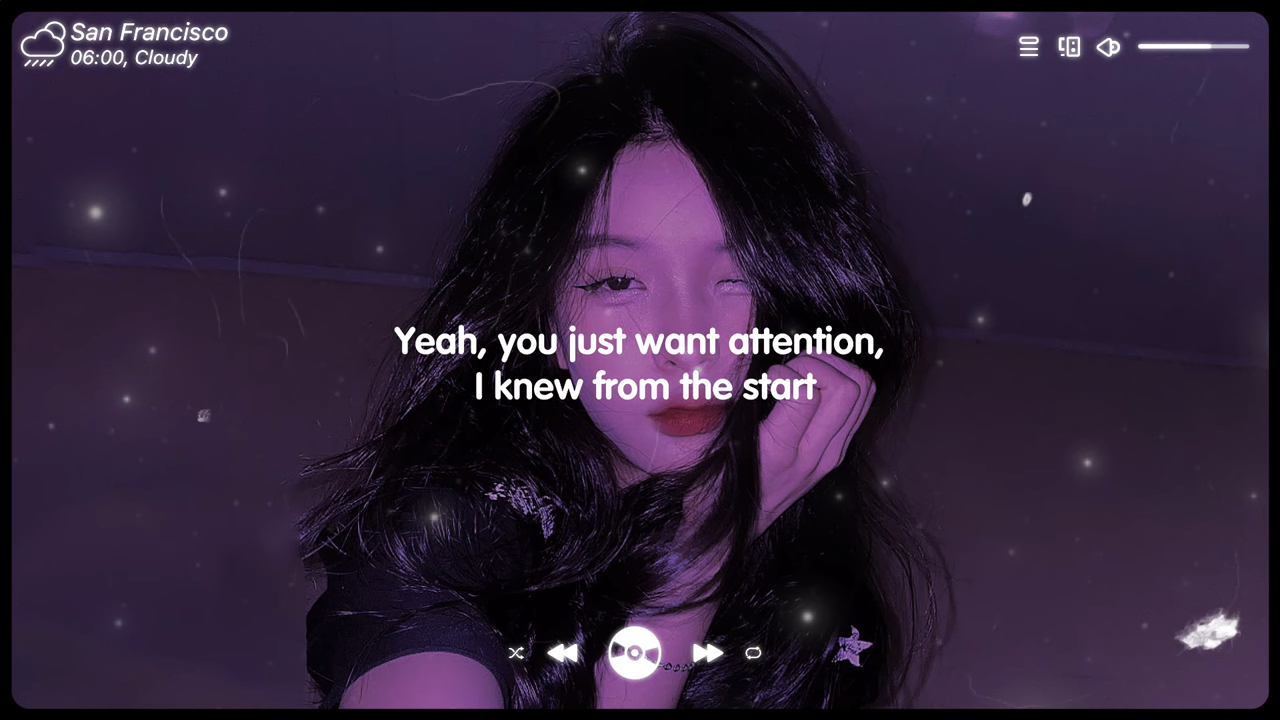 San Francisco
06:00, Cloudy
Yeah, you just want attention,
I knew from the start